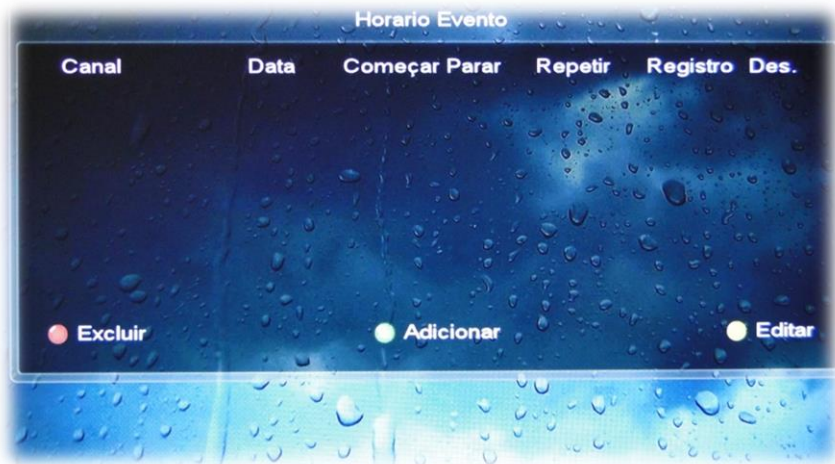 Horario Evento
Canal Data Começar Parar Repetir Registro Des.
Excluir Adicionar Editar